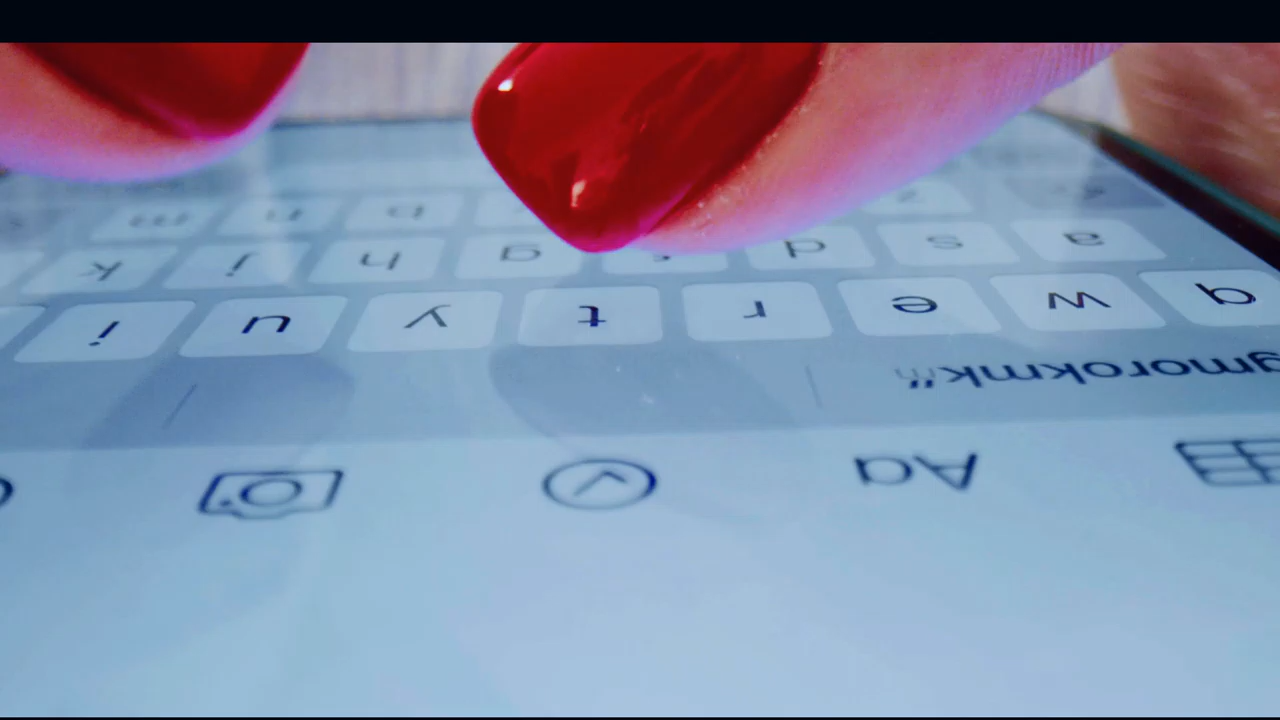 Aa
gmorokmk”
q w e r t y u i
a s d g h j k
z b n m